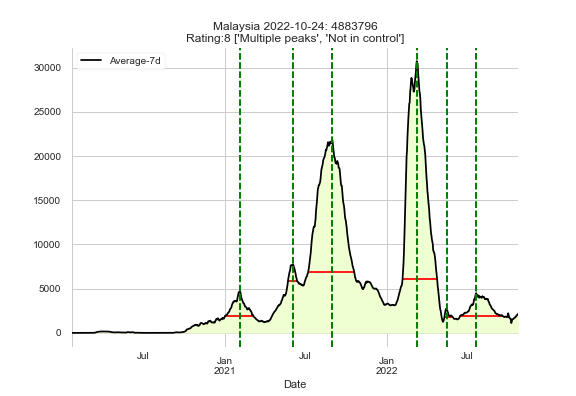 Malaysia 2022-10-24: 4883796
Rating:8 ['Multiple peaks', 'Not in control']
Average-7d
30000
25000
20000
15000
10000
5000
0
Jul
Jan
2021
Jul
Jan
2022
Jul
Date